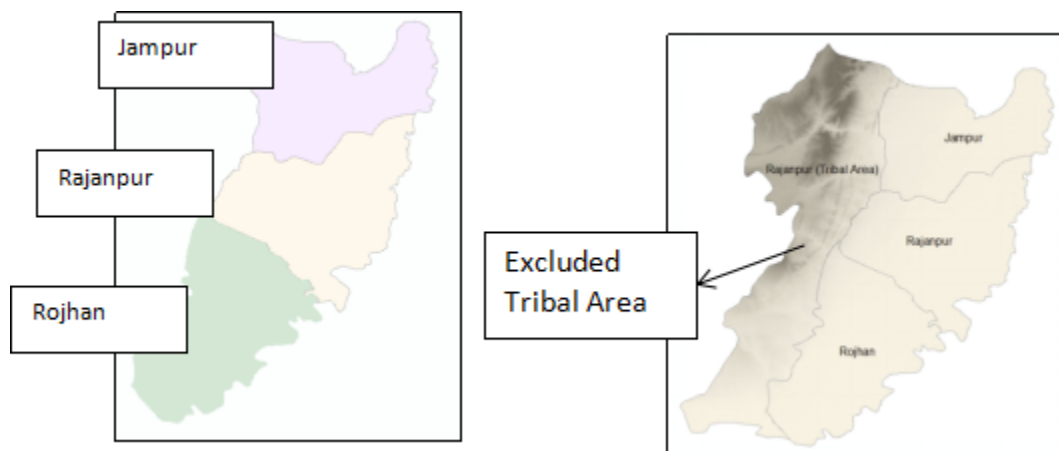 Jampur
Rajanpur
Rojhan
Jampur
Rajanpur (Tribal Area)
Rajanpur
Excluded
Tribal Area
Rojhan